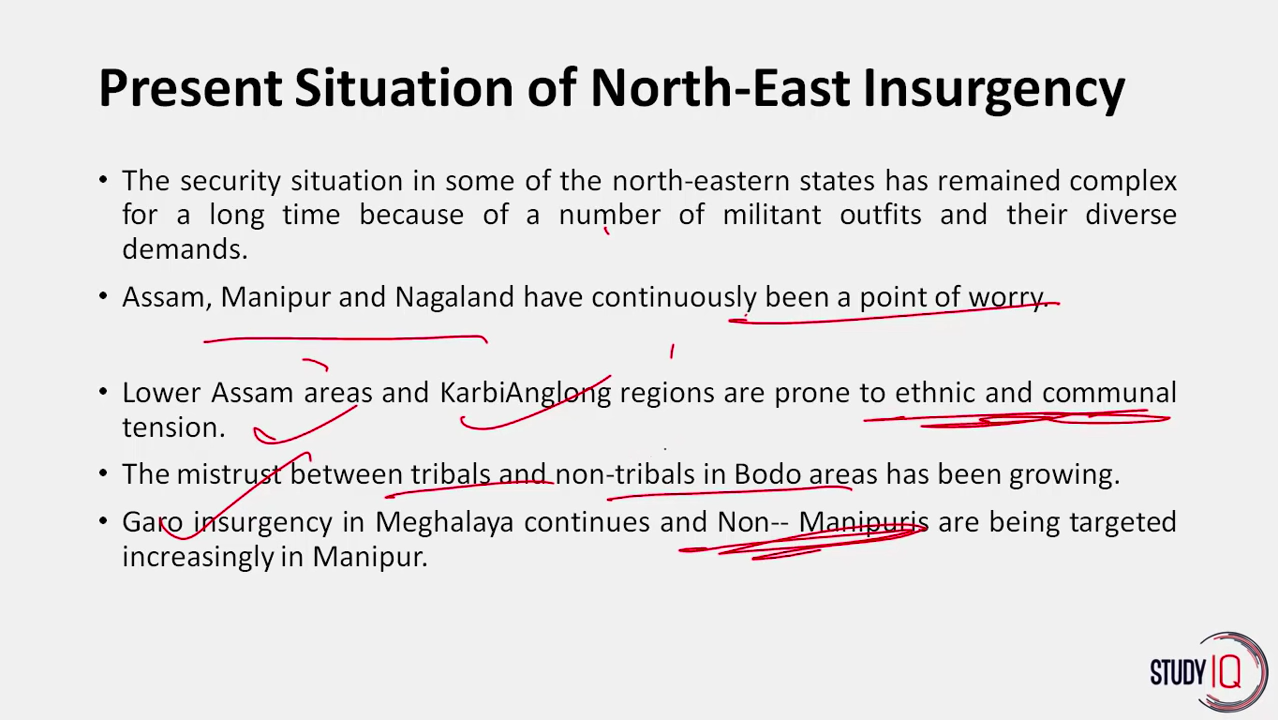 Present Situation of North-East Insurgency
• The security situation in some of the north-eastern states has remained complex
for a long time because of a number of militant outfits and their diverse
demands.
• Assam, Manipur and Nagaland have continuously been a point of worry.
• Lower Assam areas and KarbiAnglong regions are prone to ethnic and communal
tension.
• The mistrust between tribals and non-tribals in Bodo areas has been growing.
• Garo insurgency in Meghalaya continues and Non-- Manipuris are being targeted
increasingly in Manipur.
STUDY IQ